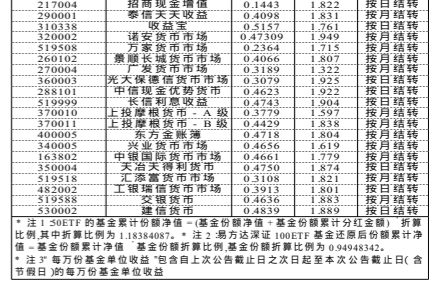 217004 招商现金增值 0.1443 1.822 按日结转
290001 泰信天天收益 0.4098 1.831 按月结转
310338 收益宝 0.5157 1.761 按月结转
320002 诺安货币市场 0.47309 1.949 按月结转
519508 万家货币市场 0.2364 1.715 按月结转
260102 景顺长城货币市场 0.4066 1.807 按月结转
270004 广发货币市场 0.3189 1.322 按月结转
360003 光大保德信货币市场 0.3079 1.925 按月结转
288101 中信现金优势货币 0.4623 1.922 按日结转
519999 长信利息收益 0.4743 1.904 按日结转
370010 上投摩根货币-A级 0.3779 1.597 按月结转
370011 上投摩根货币-B级 0.4429 1.838 按月结转
400005 东方金账簿 0.4718 1.804 按月结转
340005 兴业货币市场 0.4656 1.619 按月结转
163802 中银国际货币市场 0.4661 1.779 按月结转
350004 天治天得利货币 0.4750 1.874 按月结转
519518 汇添富货币市场 0.3108 1.821 按月结转
482002 工银瑞信货币市场 0.3913 1.801 按日结转
519588 交银货币 0.4636 1.883 按月结转
530002 建信货币 0.4839 1.889 按月结转
* 注1:50ETF的基金累计份额净值=(基金份额净值+基金份额累计分红金额) 折算
比例,其中折算比例为1.18384087。* 注2:易方达深证100ETF基金还原后份额累计净
值=基金份额累计净值 基金份额折算比例,基金份额折算比例为0.94948342。
* 注3"每万份基金单位收益"包含自上次公告截止日之次日起至本次公告截止日(含
节假日)的每万份基金单位收益